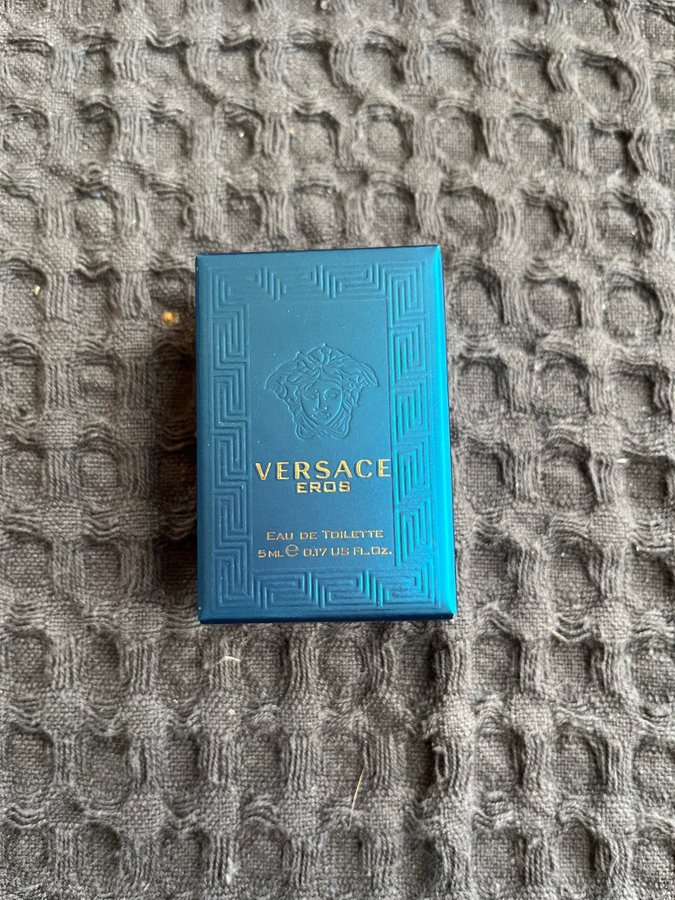 VERSACE
EROS
EAU DE TOILETTE
5 ML ℮ 0.17 US FL.OZ.